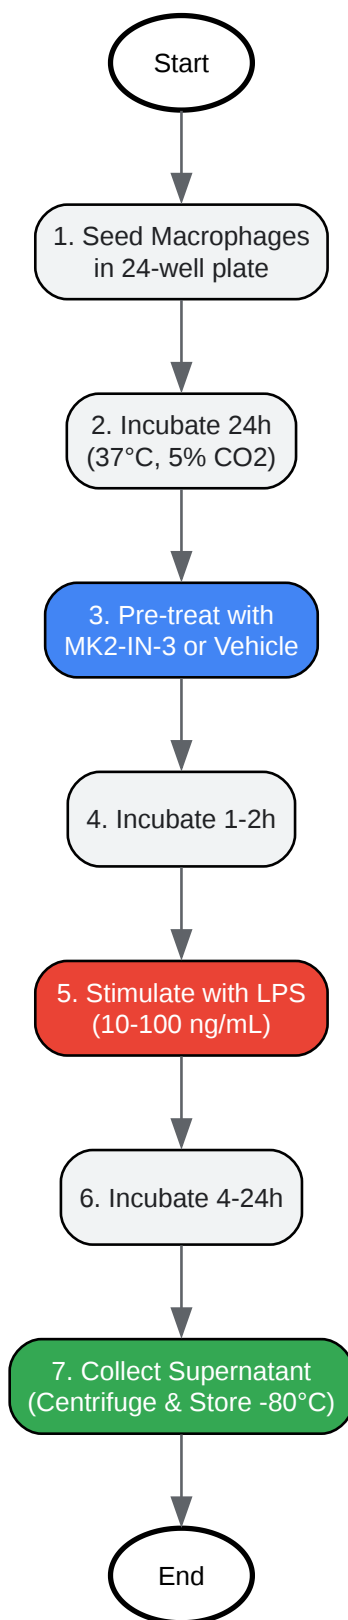 Start
1. Seed Macrophages
in 24-well plate
2. Incubate 24h
(37°C, 5% CO2)
3. Pre-treat with
MK2-IN-3 or Vehicle
4. Incubate 1-2h
5. Stimulate with LPS
(10-100 ng/mL)
6. Incubate 4-24h
7. Collect Supernatant
(Centrifuge & Store -80°C)
End